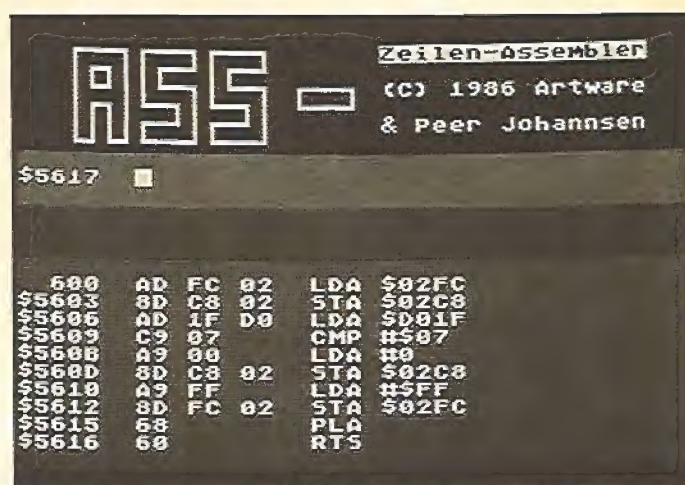 ASS-
Zeilen-Assembler
(C) 1986 Artware
& Peer Johannsen
$5617
600 AD FC 02 LDA $02FC
$5603 8D C8 02 STA $02C8
$5606 AD 1F D0 LDA $D01F
$5609 C9 07 CMP #$07
$560B A9 00 LDA #0
$560D 8D C8 02 STA $02C8
$5610 A9 FF LDA #$FF
$5612 8D FC 02 STA $02FC
$5615 68 PLA
$5616 60 RTS